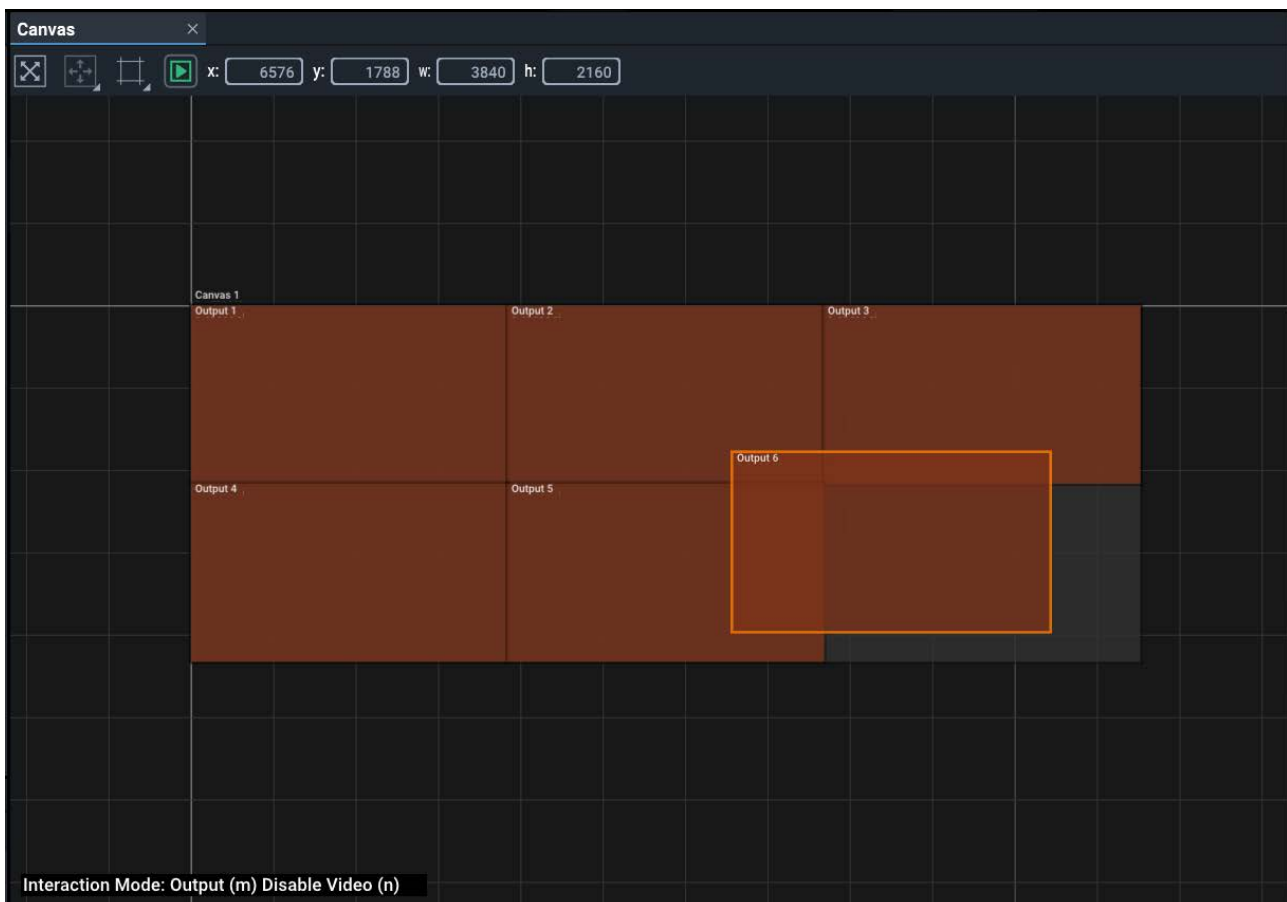 Canvas
x: 6576 y: 1788 w: 3840 h: 2160
Canvas 1
Output 1 Output 2 Output 3
Output 6
Output 4 Output 5
Interaction Mode: Output (m) Disable Video (n)